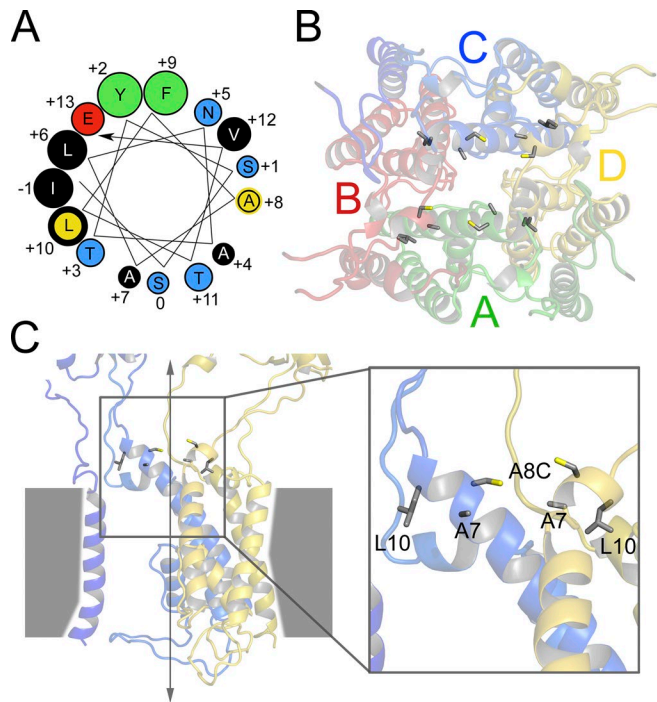 A
B
+9
+2
F
Y
+5
+13
E
N
+12
V
+6
L
S
+1
I
-1
A
+8
L
+10
T
+3
A
+4
A
+7
S
0
T
+11
C
D
B
A
C
A8C
A7
A7
L10
L10